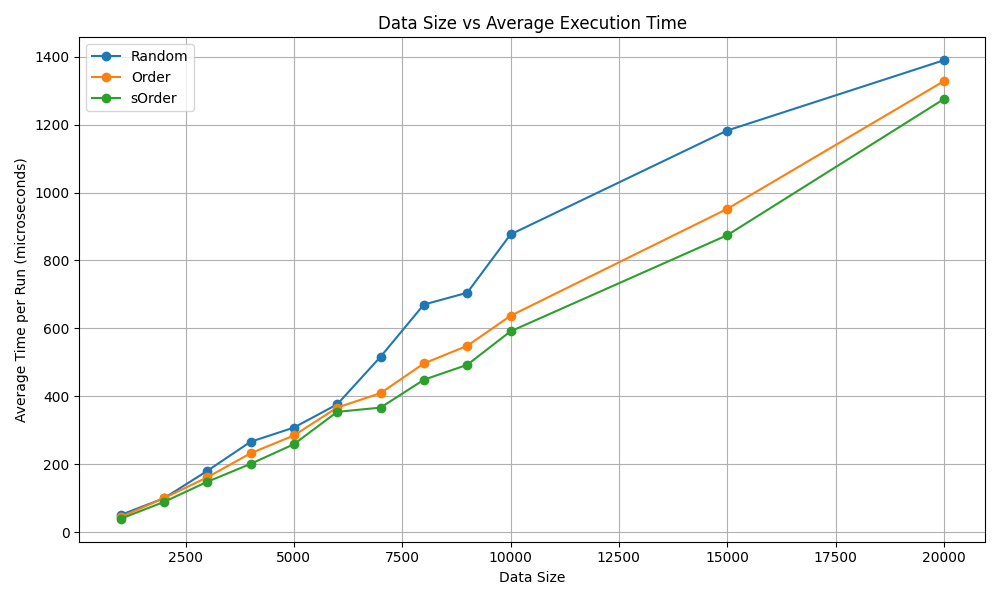 Data Size vs Average Execution Time
Random
Order
sOrder
Average Time per Run (microseconds)
1400
1200
1000
800
600
400
200
0
2500 5000 7500 10000 12500 15000 17500 20000
Data Size